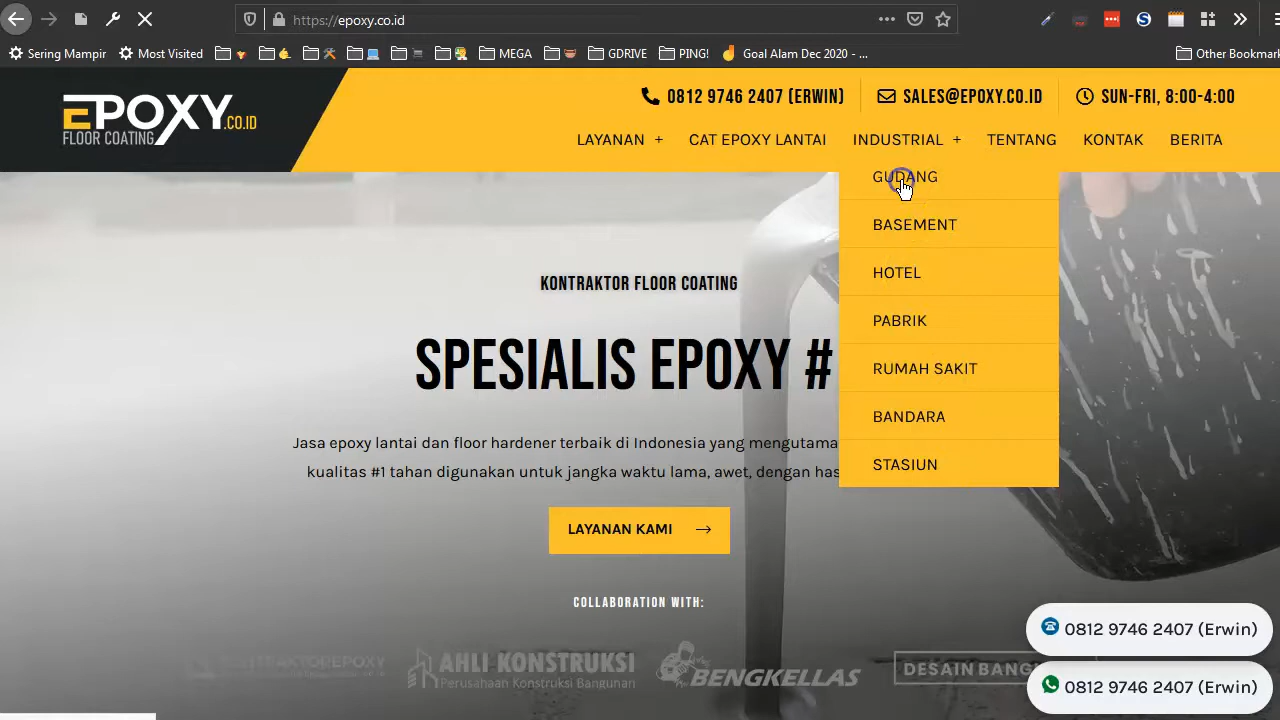 https://epoxy.co.id
Sering Mampir
Most Visited
MEGA
GDRIVE
PING!
Goal Alam Dec 2020 - ...
Other Bookmark
EPOXY.CO.ID
FLOOR COATING
0812 9746 2407 (ERWIN)
SALES@EPOXY.CO.ID
SUN-FRI, 8:00-4:00
LAYANAN +
CAT EPOXY LANTAI
INDUSTRIAL +
TENTANG
KONTAK
BERITA
GUDANG
BASEMENT
HOTEL
PABRIK
RUMAH SAKIT
BANDARA
STASIUN
KONTRAKTOR FLOOR COATING
SPESIALIS EPOXY #
Jasa epoxy lantai dan floor hardener terbaik di Indonesia yang mengutama
kualitas #1 tahan digunakan untuk jangka waktu lama, awet, dengan has
LAYANAN KAMI
COLLABORATION WITH:
AHLI KONSTRUKSI
Perusahaan Konstruksi Bangunan
BENGKELLAS
DESAIN BANGU
0812 9746 2407 (Erwin)
0812 9746 2407 (Erwin)